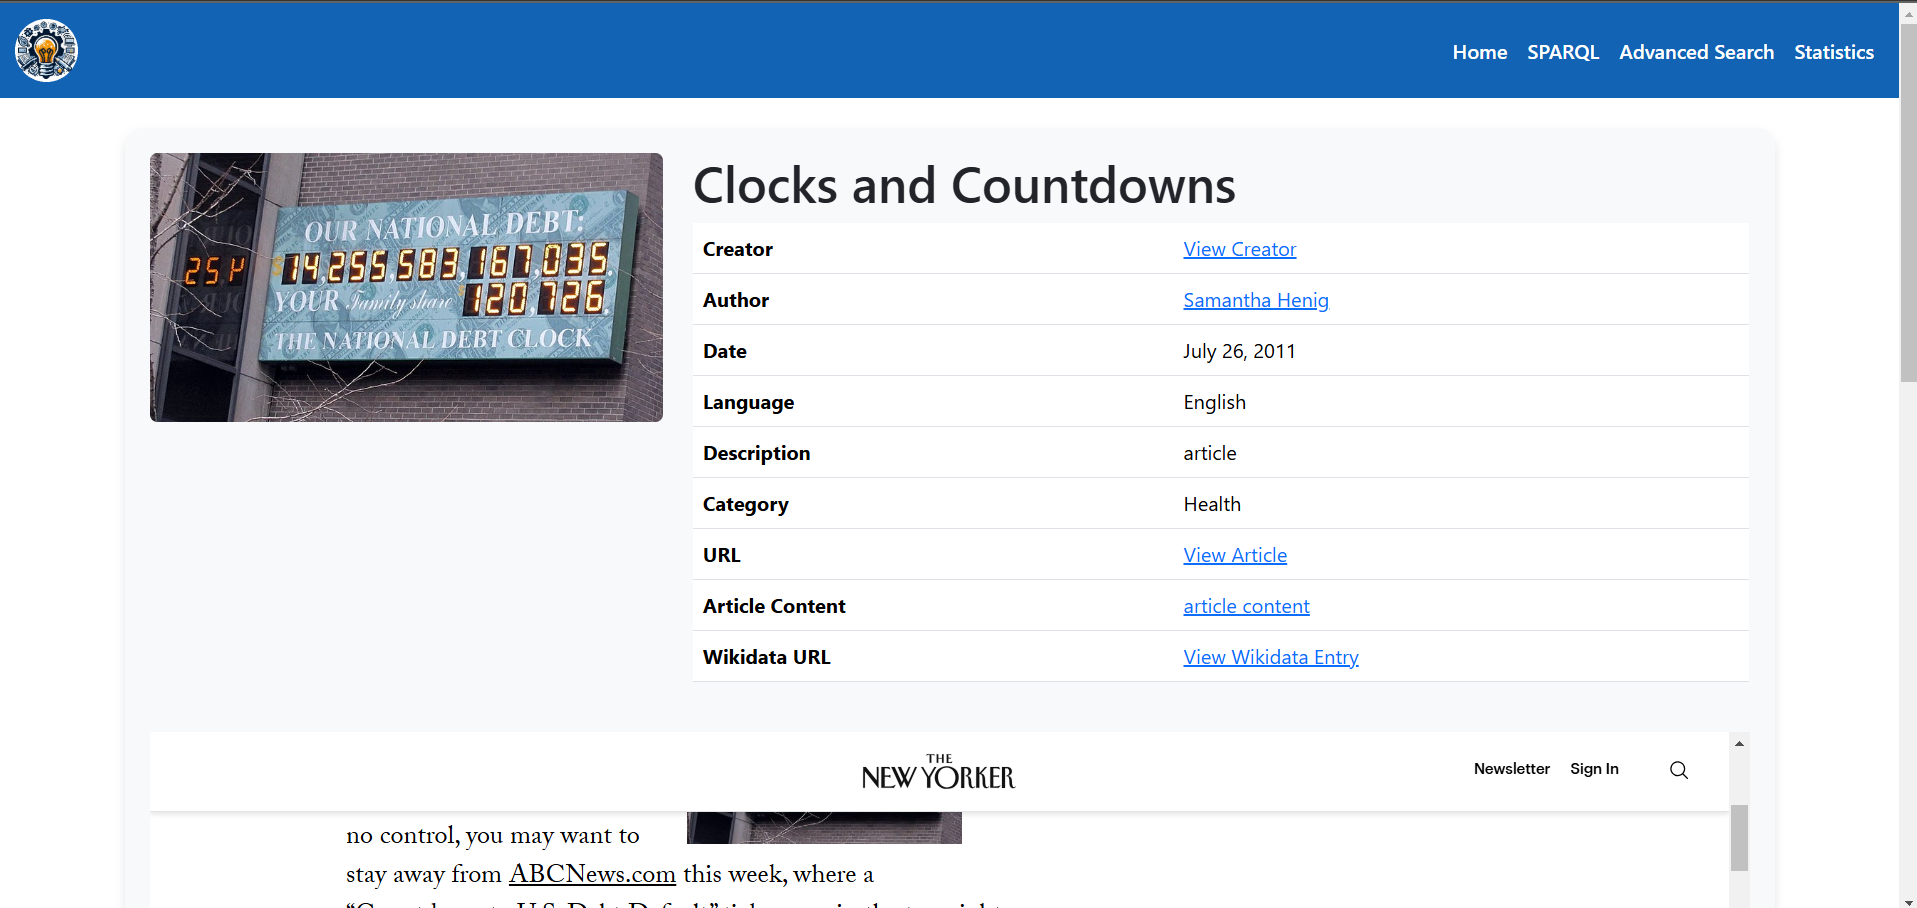 Home SPARQL Advanced Search Statistics
OUR NATIONAL DEBT:
$14,255,583,167,035.
YOUR Family share $120,726.
THE NATIONAL DEBT CLOCK
Clocks and Countdowns
Creator View Creator
Author Samantha Henig
Date July 26, 2011
Language English
Description article
Category Health
URL View Article
Article Content article content
Wikidata URL View Wikidata Entry
THE
NEW YORKER
Newsletter Sign In
no control, you may want to
stay away from ABCNews.com this week, where a